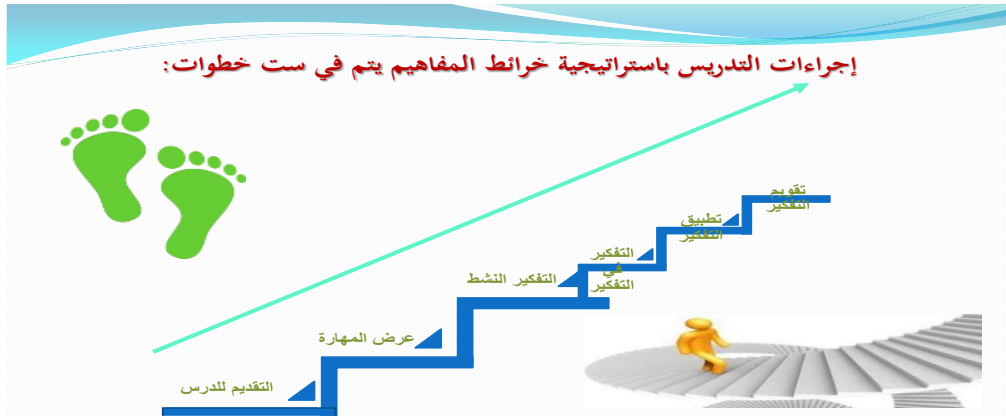 إجراءات التدريس باستراتيجية خرائط المفاهيم يتم في ست خطوات:
التقديم للدرس
عرض المهارة
التفكير النشط
التفكير
في
التفكير
تطبيق
التفكير
تقويم
التفكير